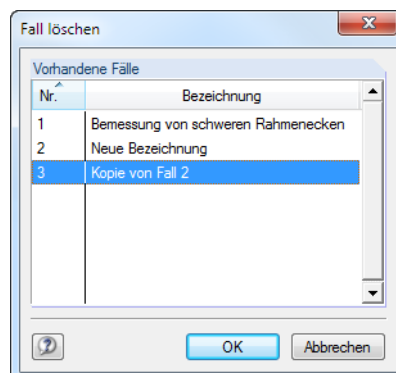 Fall löschen
Vorhandene Fälle
Nr. Bezeichnung
1 Bemessung von schweren Rahmenecken
2 Neue Bezeichnung
3 Kopie von Fall 2
OK Abbrechen